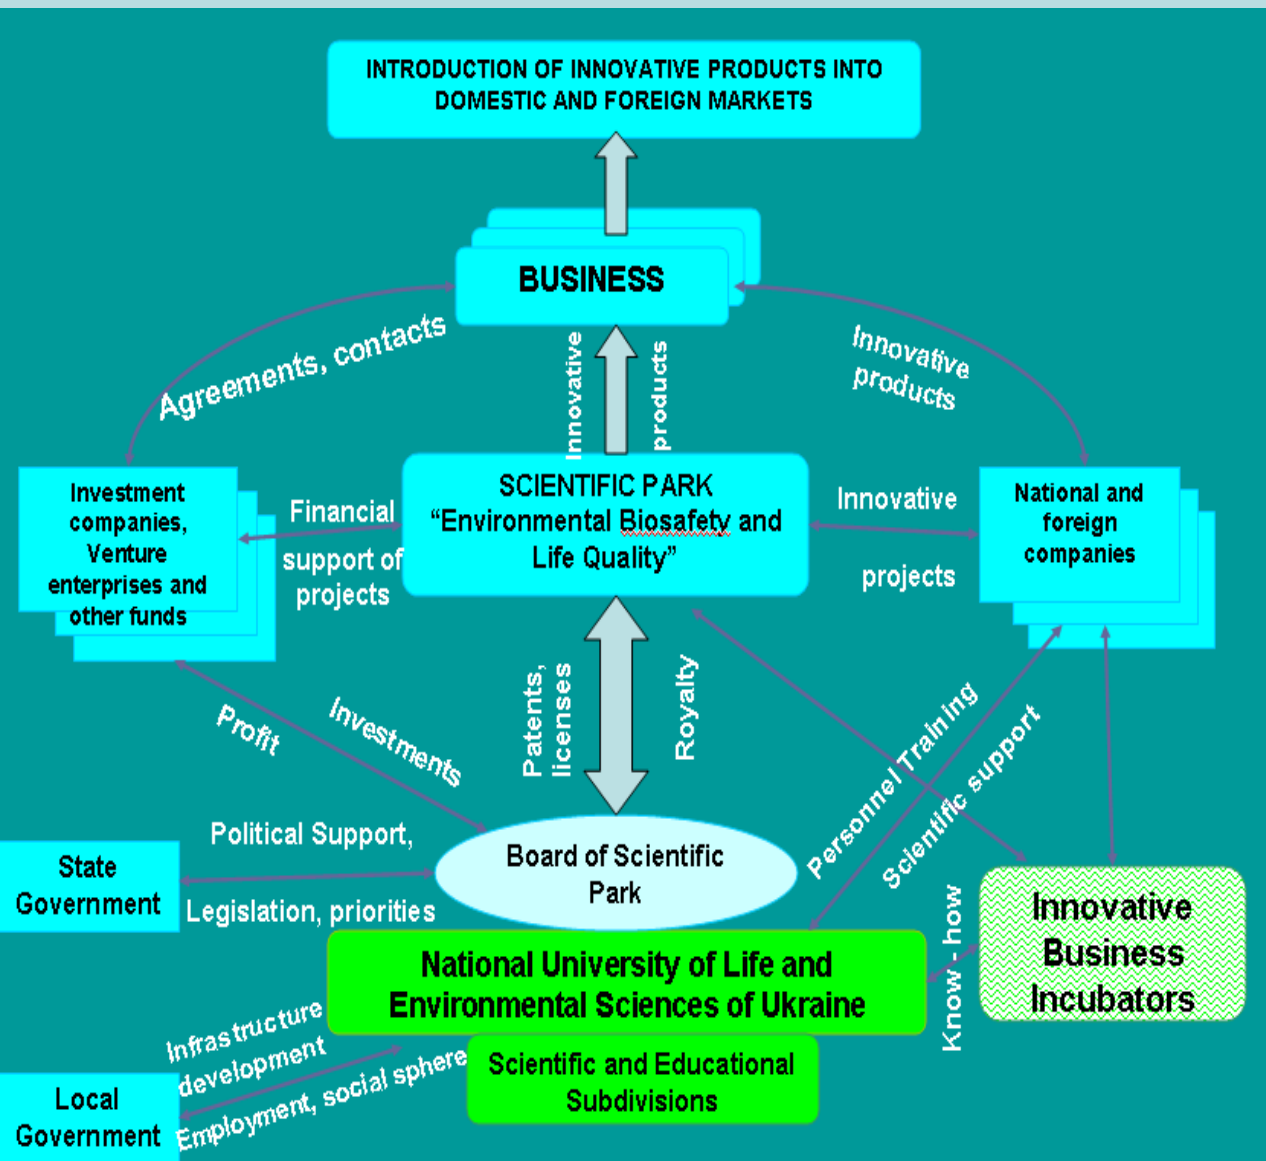 INTRODUCTION OF INNOVATIVE PRODUCTS INTO
DOMESTIC AND FOREIGN MARKETS
BUSINESS
Agreements, contacts
Innovative
products
Innovative
products
Investment
companies,
Venture
enterprises and
other funds
Financial
support of
projects
SCIENTIFIC PARK
“Environmental Biosafety and
Life Quality”
Innovative
projects
National and
foreign
companies
Profit
Investments
Patents,
licenses
Royalty
Personnel Training
Scientific support
State
Government
Political Support,
Legislation, priorities
Board of Scientific
Park
National University of Life and
Environmental Sciences of Ukraine
Know - how
Innovative
Business
Incubators
Infrastructure
development
Employment, social sphere
Local
Government
Scientific and Educational
Subdivisions